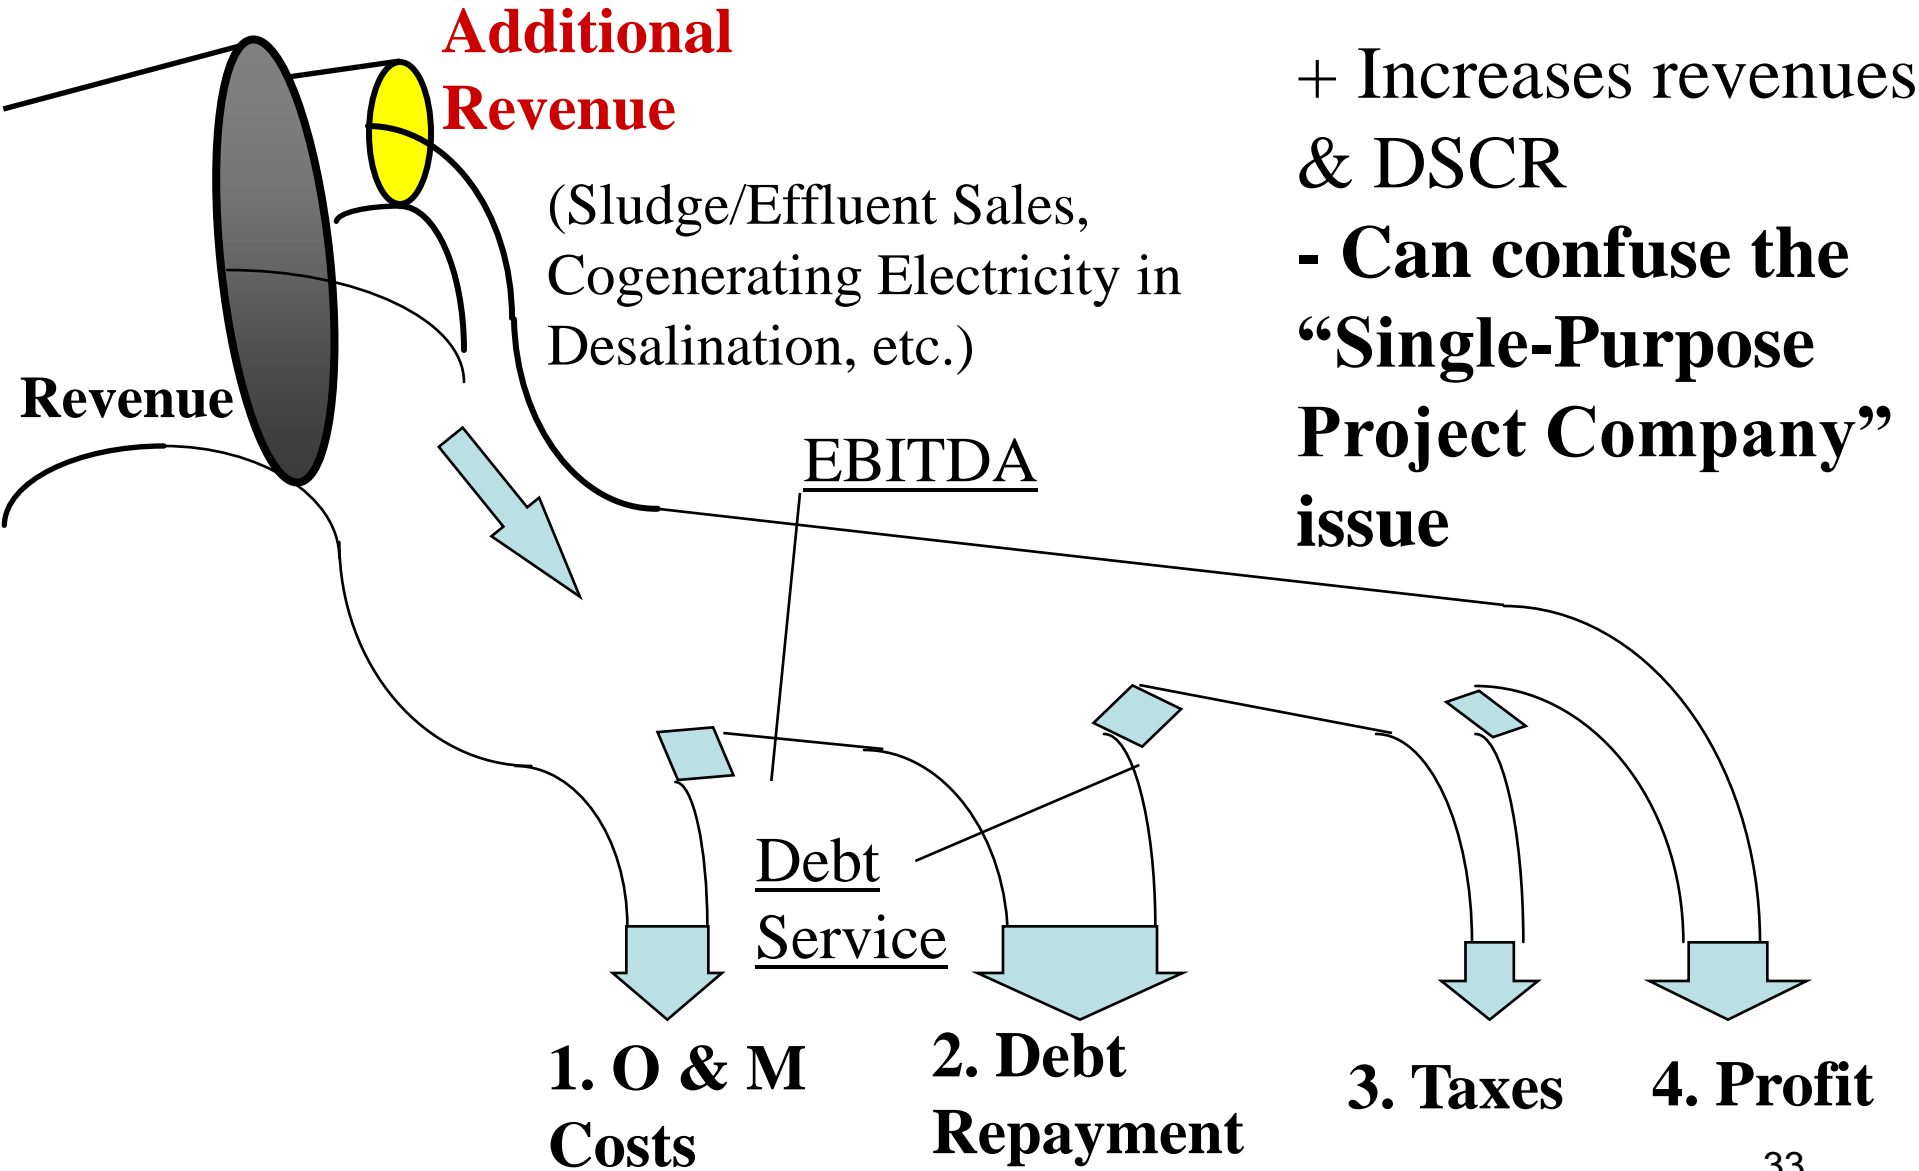 Additional
Revenue
(Sludge/Effluent Sales,
Cogenerating Electricity in
Desalination, etc.)
+ Increases revenues
& DSCR
- Can confuse the
“Single-Purpose
Project Company”
issue
Revenue
EBITDA
Debt
Service
1. O & M
Costs
2. Debt
Repayment
3. Taxes
4. Profit
33